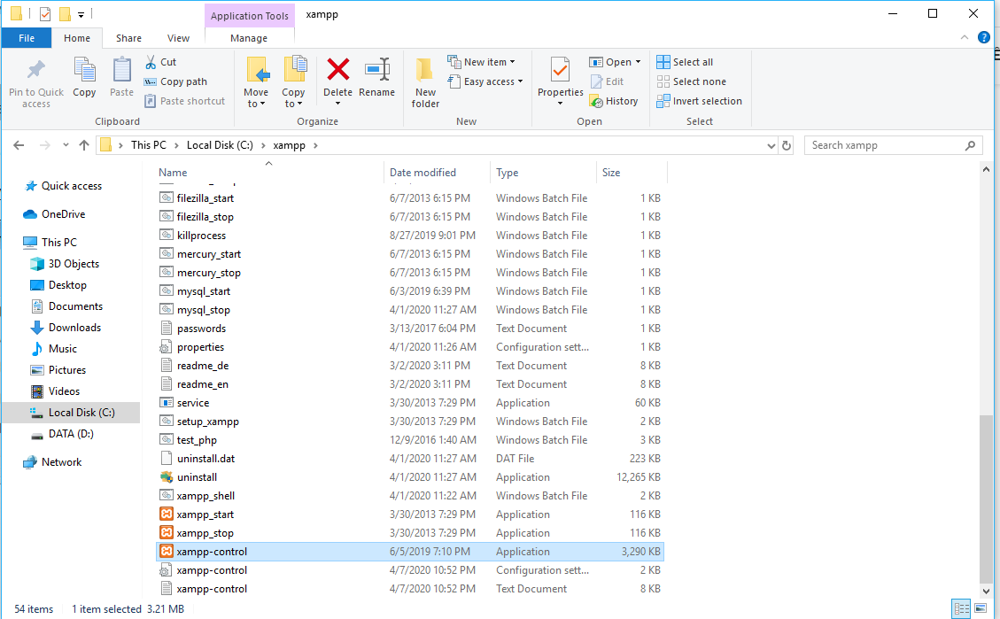 Application Tools xampp
File Home Share View Manage
Pin to Quick access
Copy
Paste
Cut
Copy path
Paste shortcut
Clipboard
Move to
Copy to
Delete
Rename
Organize
New folder
New item
Easy access
New
Properties
Open
Edit
History
Open
Select all
Select none
Invert selection
Select
This PC Local Disk (C:) xampp
Search xampp
Quick access
OneDrive
This PC
3D Objects
Desktop
Documents
Downloads
Music
Pictures
Videos
Local Disk (C:)
DATA (D:)
Network
Name Date modified Type Size
filezilla_start 6/7/2013 6:15 PM Windows Batch File 1 KB
filezilla_stop 6/7/2013 6:15 PM Windows Batch File 1 KB
killprocess 8/27/2019 9:01 PM Windows Batch File 1 KB
mercury_start 6/7/2013 6:15 PM Windows Batch File 1 KB
mercury_stop 6/7/2013 6:15 PM Windows Batch File 1 KB
mysql_start 6/3/2019 6:39 PM Windows Batch File 1 KB
mysql_stop 4/1/2020 11:27 AM Windows Batch File 1 KB
passwords 3/13/2017 6:04 PM Text Document 1 KB
properties 4/1/2020 11:26 AM Configuration sett... 1 KB
readme_de 3/2/2020 3:11 PM Text Document 8 KB
readme_en 3/2/2020 3:11 PM Text Document 8 KB
service 3/30/2013 7:29 PM Application 60 KB
setup_xampp 3/30/2013 7:29 PM Windows Batch File 2 KB
test_php 12/9/2016 1:40 AM Windows Batch File 3 KB
uninstall.dat 4/1/2020 11:27 AM DAT File 223 KB
uninstall 4/1/2020 11:27 AM Application 12,265 KB
xampp_shell 4/1/2020 11:22 AM Windows Batch File 2 KB
xampp_start 3/30/2013 7:29 PM Application 116 KB
xampp_stop 3/30/2013 7:29 PM Application 116 KB
xampp-control 6/5/2019 7:10 PM Application 3,290 KB
xampp-control 4/7/2020 10:52 PM Configuration sett... 2 KB
xampp-control 4/7/2020 10:52 PM Text Document 8 KB
54 items 1 item selected 3.21 MB